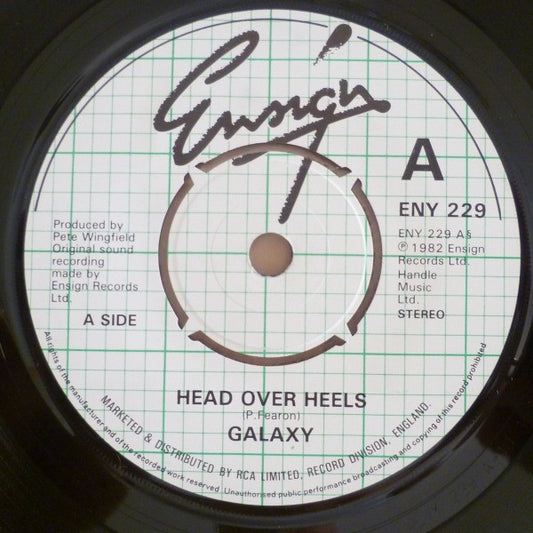 Ensign
A
ENY 229
Produced by
Pete Wingfield
Original sound
recording
made by
Ensign Records
Ltd.
A SIDE
ENY 229 A§
℗ 1982 Ensign
Records Ltd.
Handle
Music
Ltd.
STEREO
HEAD OVER HEELS
(P. Fearon)
GALAXY
MARKETED & DISTRIBUTED BY RCA LIMITED, RECORD DIVISION, ENGLAND.
All rights of the manufacturer and of the owner of the recorded work reserved. Unauthorised public performance broadcasting and copying of this record prohibited